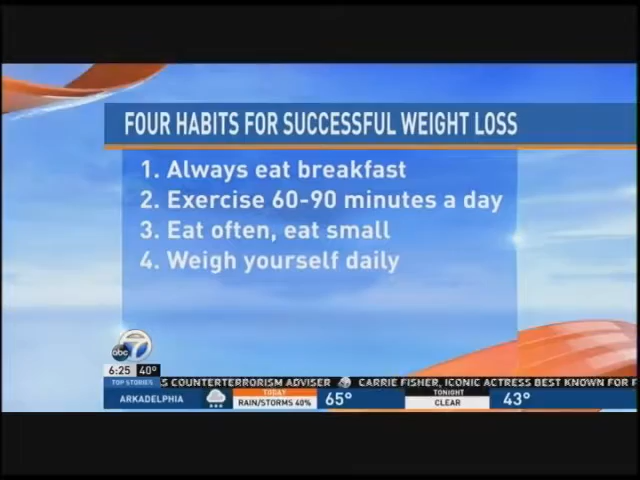 FOUR HABITS FOR SUCCESSFUL WEIGHT LOSS
1. Always eat breakfast
2. Exercise 60-90 minutes a day
3. Eat often, eat small
4. Weigh yourself daily
abc 7
6:25 40°
TOP STORIES S COUNTERTERRORISM ADVISER CARRIE FISHER, ICONIC ACTRESS BEST KNOWN FOR F
ARKADELPHIA TODAY RAIN/STORMS 40% 65° TONIGHT CLEAR 43°